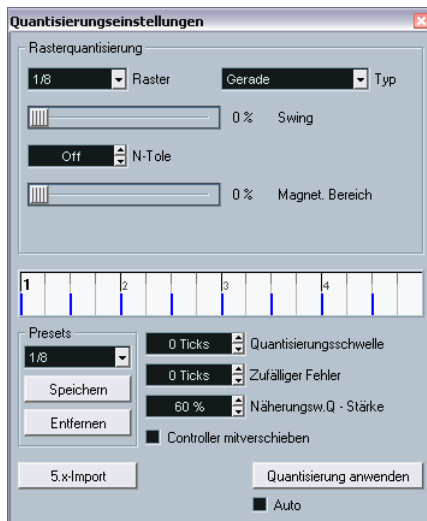 Quantisierungseinstellungen
Rasterquantisierung
1/8 Raster Gerade Typ
0 % Swing
Off N-Tole
0 % Magnet. Bereich
1 2 3 4
Presets
1/8
Speichern
Entfernen
0 Ticks Quantisierungsschwelle
0 Ticks Zufälliger Fehler
60 % Näherungsw.Q - Stärke
Controller mitverschieben
5.x-Import Quantisierung anwenden
Auto